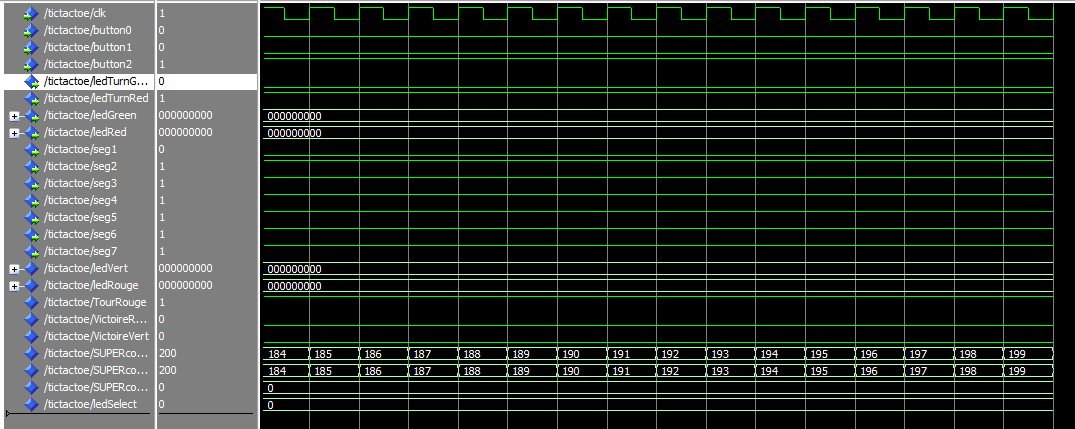 /tictactoe/clk 1
/tictactoe/button0 0
/tictactoe/button1 0
/tictactoe/button2 1
/tictactoe/ledTurnG... 0
/tictactoe/ledTurnRed 1
/tictactoe/ledGreen 000000000 000000000
/tictactoe/ledRed 000000000 000000000
/tictactoe/seg1 0
/tictactoe/seg2 1
/tictactoe/seg3 1
/tictactoe/seg4 1
/tictactoe/seg5 1
/tictactoe/seg6 1
/tictactoe/seg7 1
/tictactoe/ledVert 000000000 000000000
/tictactoe/ledRouge 000000000 000000000
/tictactoe/TourRouge 1
/tictactoe/VictoireR... 0
/tictactoe/VictoireVert 0
/tictactoe/SUPERco... 200 184 185 186 187 188 189 190 191 192 193 194 195 196 197 198 199
/tictactoe/SUPERco... 200 184 185 186 187 188 189 190 191 192 193 194 195 196 197 198 199
/tictactoe/SUPERco... 0 0
/tictactoe/ledSelect 0 0